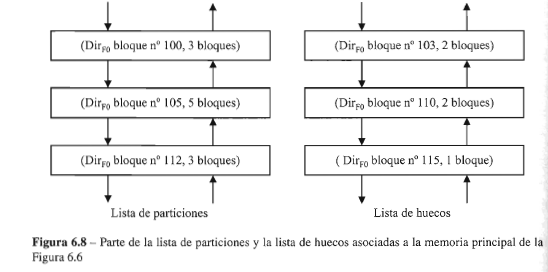 (Dir_F0 bloque nº 100, 3 bloques)
(Dir_F0 bloque nº 103, 2 bloques)
(Dir_F0 bloque nº 105, 5 bloques)
(Dir_F0 bloque nº 110, 2 bloques)
(Dir_F0 bloque nº 112, 3 bloques)
( Dir_F0 bloque nº 115, 1 bloque)
Lista de particiones
Lista de huecos
Figura 6.8 – Parte de la lista de particiones y la lista de huecos asociadas a la memoria principal de la
Figura 6.6